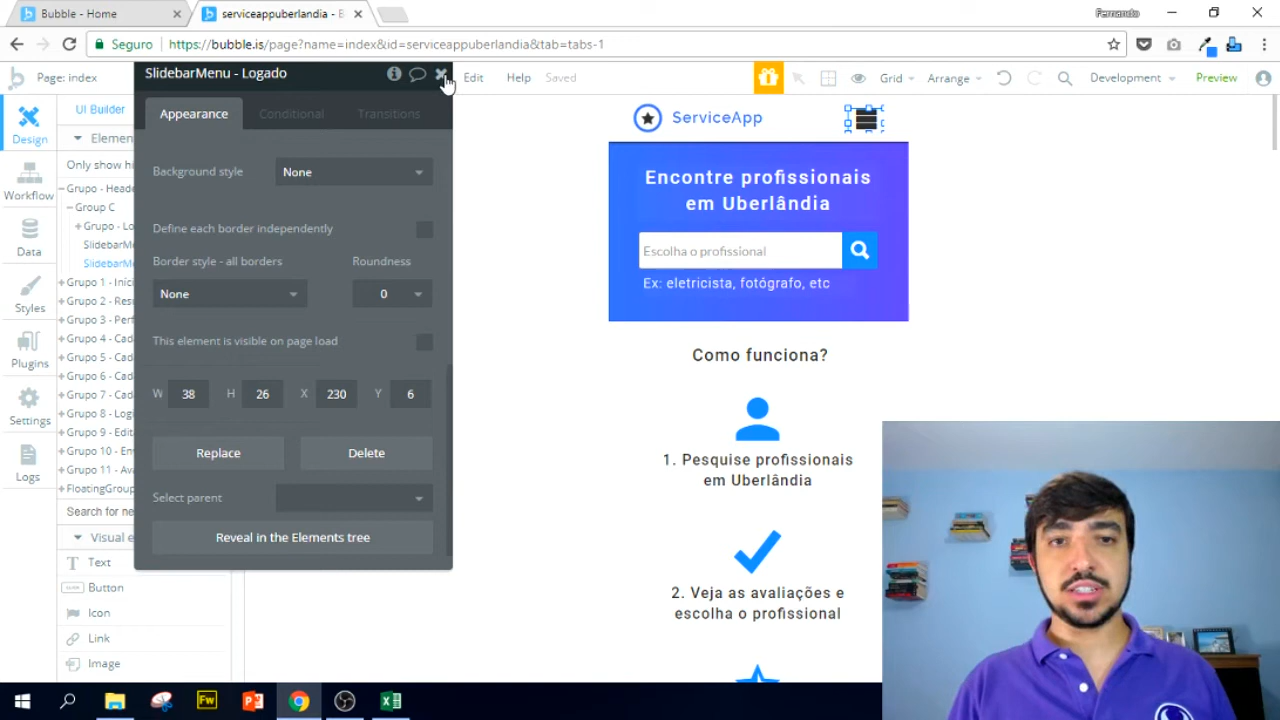 Bubble - Home
serviceappuberlandia - B
Fernando
Seguro
https://bubble.is/page?name=index&id=serviceappuberlandia&tab=tabs-1
Page: index
Edit
Help
Saved
Grid
Arrange
Development
Preview
SlidebarMenu - Logado
Appearance
Conditional
Transitions
Background style
None
Define each border independently
Border style - all borders
Roundness
None
0
This element is visible on page load
W
38
H
26
X
230
Y
6
Replace
Delete
Select parent
Reveal in the Elements tree
Design
Workflow
Data
Styles
Plugins
Settings
Logs
UI Builder
Elemen
Only show hi
Grupo - Heade
Group C
Grupo - Lo
SlidebarMe
SlidebarMe
Grupo 1 - Inic
Grupo 2 - Resu
Grupo 3 - Perf
Grupo 4 - Cad
Grupo 5 - Cad
Grupo 6 - Cad
Grupo 7 - Cad
Grupo 8 - Logi
Grupo 9 - Edit
Grupo 10 - Env
Grupo 11 - Ava
FloatingGroup
Search for ne
Visual e
Text
Button
Icon
Link
Image
ServiceApp
Encontre profissionais
em Uberlândia
Escolha o profissional
Ex: eletricista, fotógrafo, etc
Como funciona?
1. Pesquise profissionais
em Uberlândia
2. Veja as avaliações e
escolha o profissional
Fw